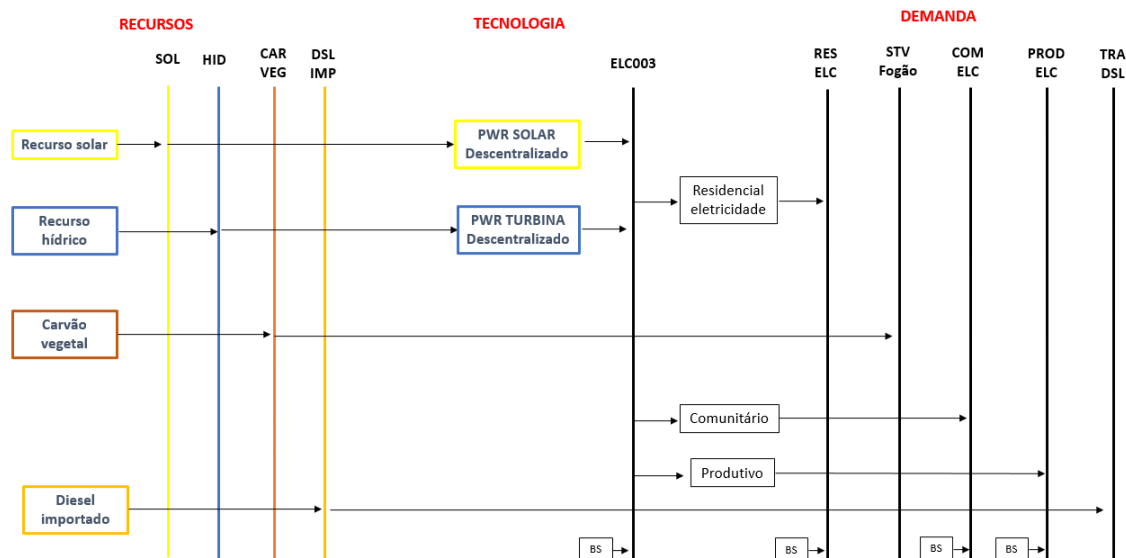 RECURSOS
TECNOLOGIA
DEMANDA
SOL
HID
CAR
VEG
DSL
IMP
ELC003
RES
ELC
STV
Fogão
COM
ELC
PROD
ELC
TRA
DSL
Recurso solar
PWR SOLAR
Descentralizado
Residencial
eletricidade
Recurso
hídrico
PWR TURBINA
Descentralizado
Carvão
vegetal
Comunitário
Produtivo
Diesel
importado
BS
BS
BS
BS